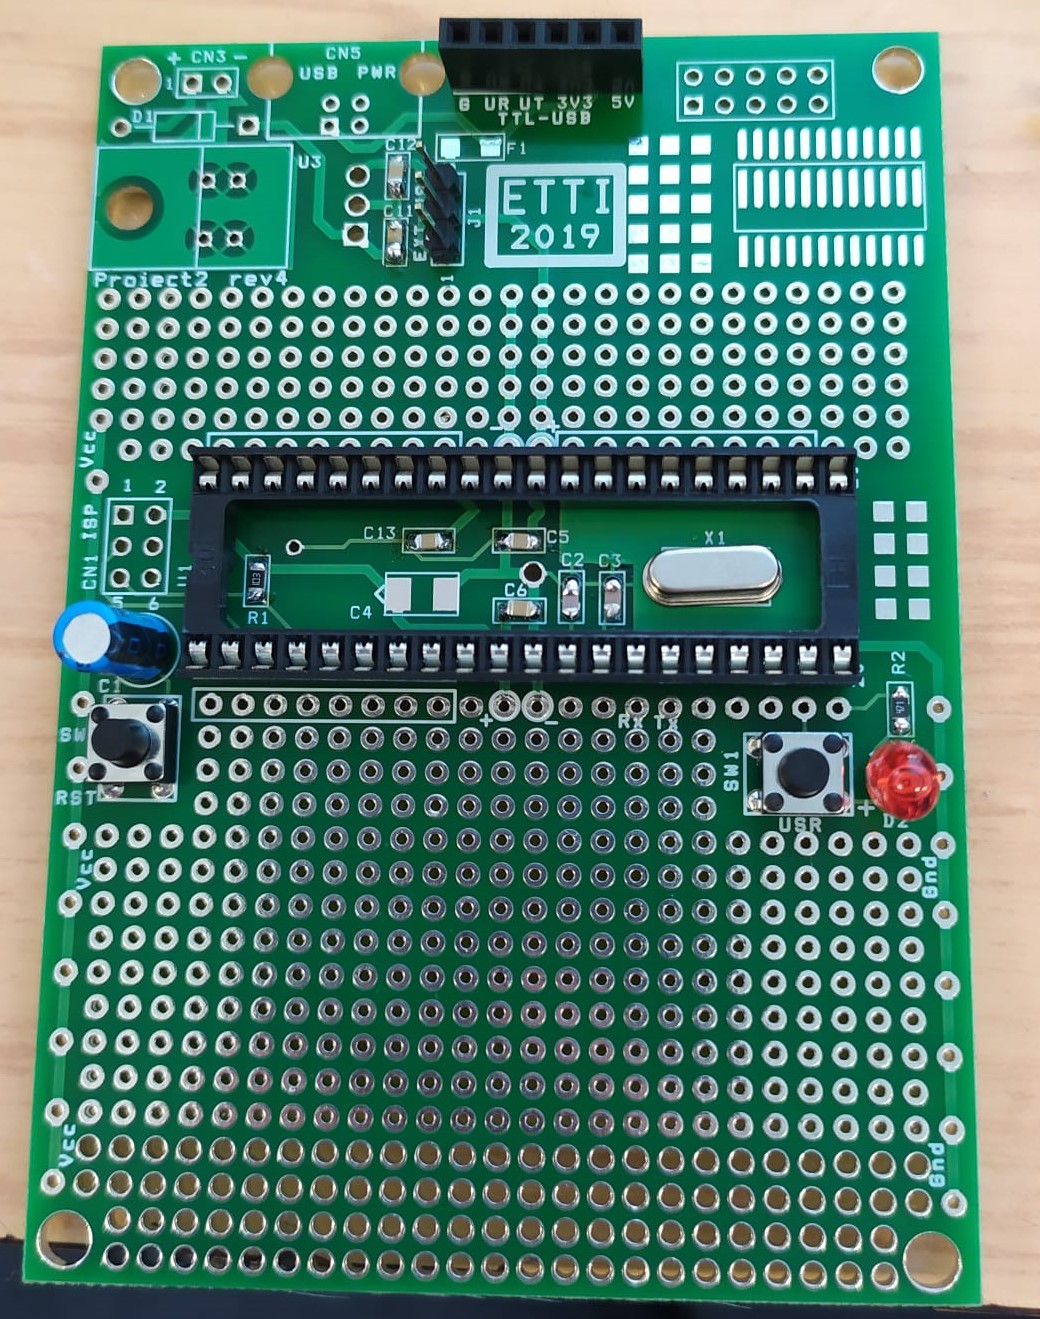 + CN3 -
1
CN5
USB PWR
G UR UT 3V3 5V
TTL-USB
D1
U3
C12
F1
C11
EXT
J1
1
ETTI
2019
Proiect2 rev4
Vcc
- +
1 2
CN1 ISP
5 6
U1
C13
C5
X1
C2 C3
C6
C4
103
R1
C1
R2
471
+ -
Rx Tx
SW
RST
SW1
USR
+
D2
Vcc
Gnd
Vcc
Gnd